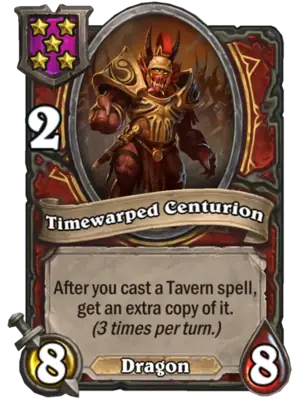 2
Timewarped Centurion
After you cast a Tavern spell,
get an extra copy of it.
(3 times per turn.)
8
Dragon
8